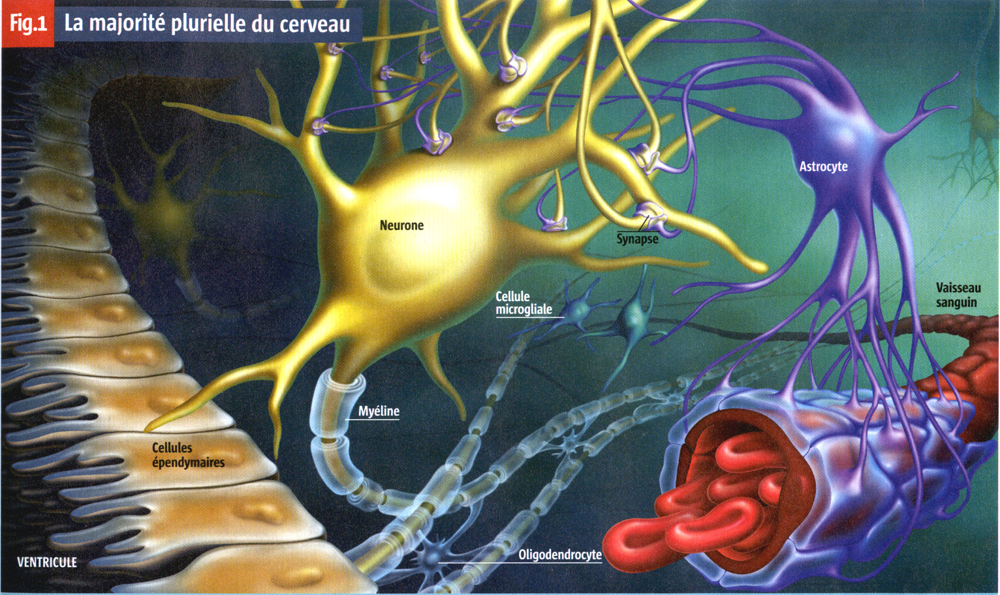 Fig.1 La majorité plurielle du cerveau
Astrocyte
Neurone
Synapse
Cellule
microgliale
Vaisseau
sanguin
Myéline
Cellules
épendymaires
Oligodendrocyte
VENTRICULE